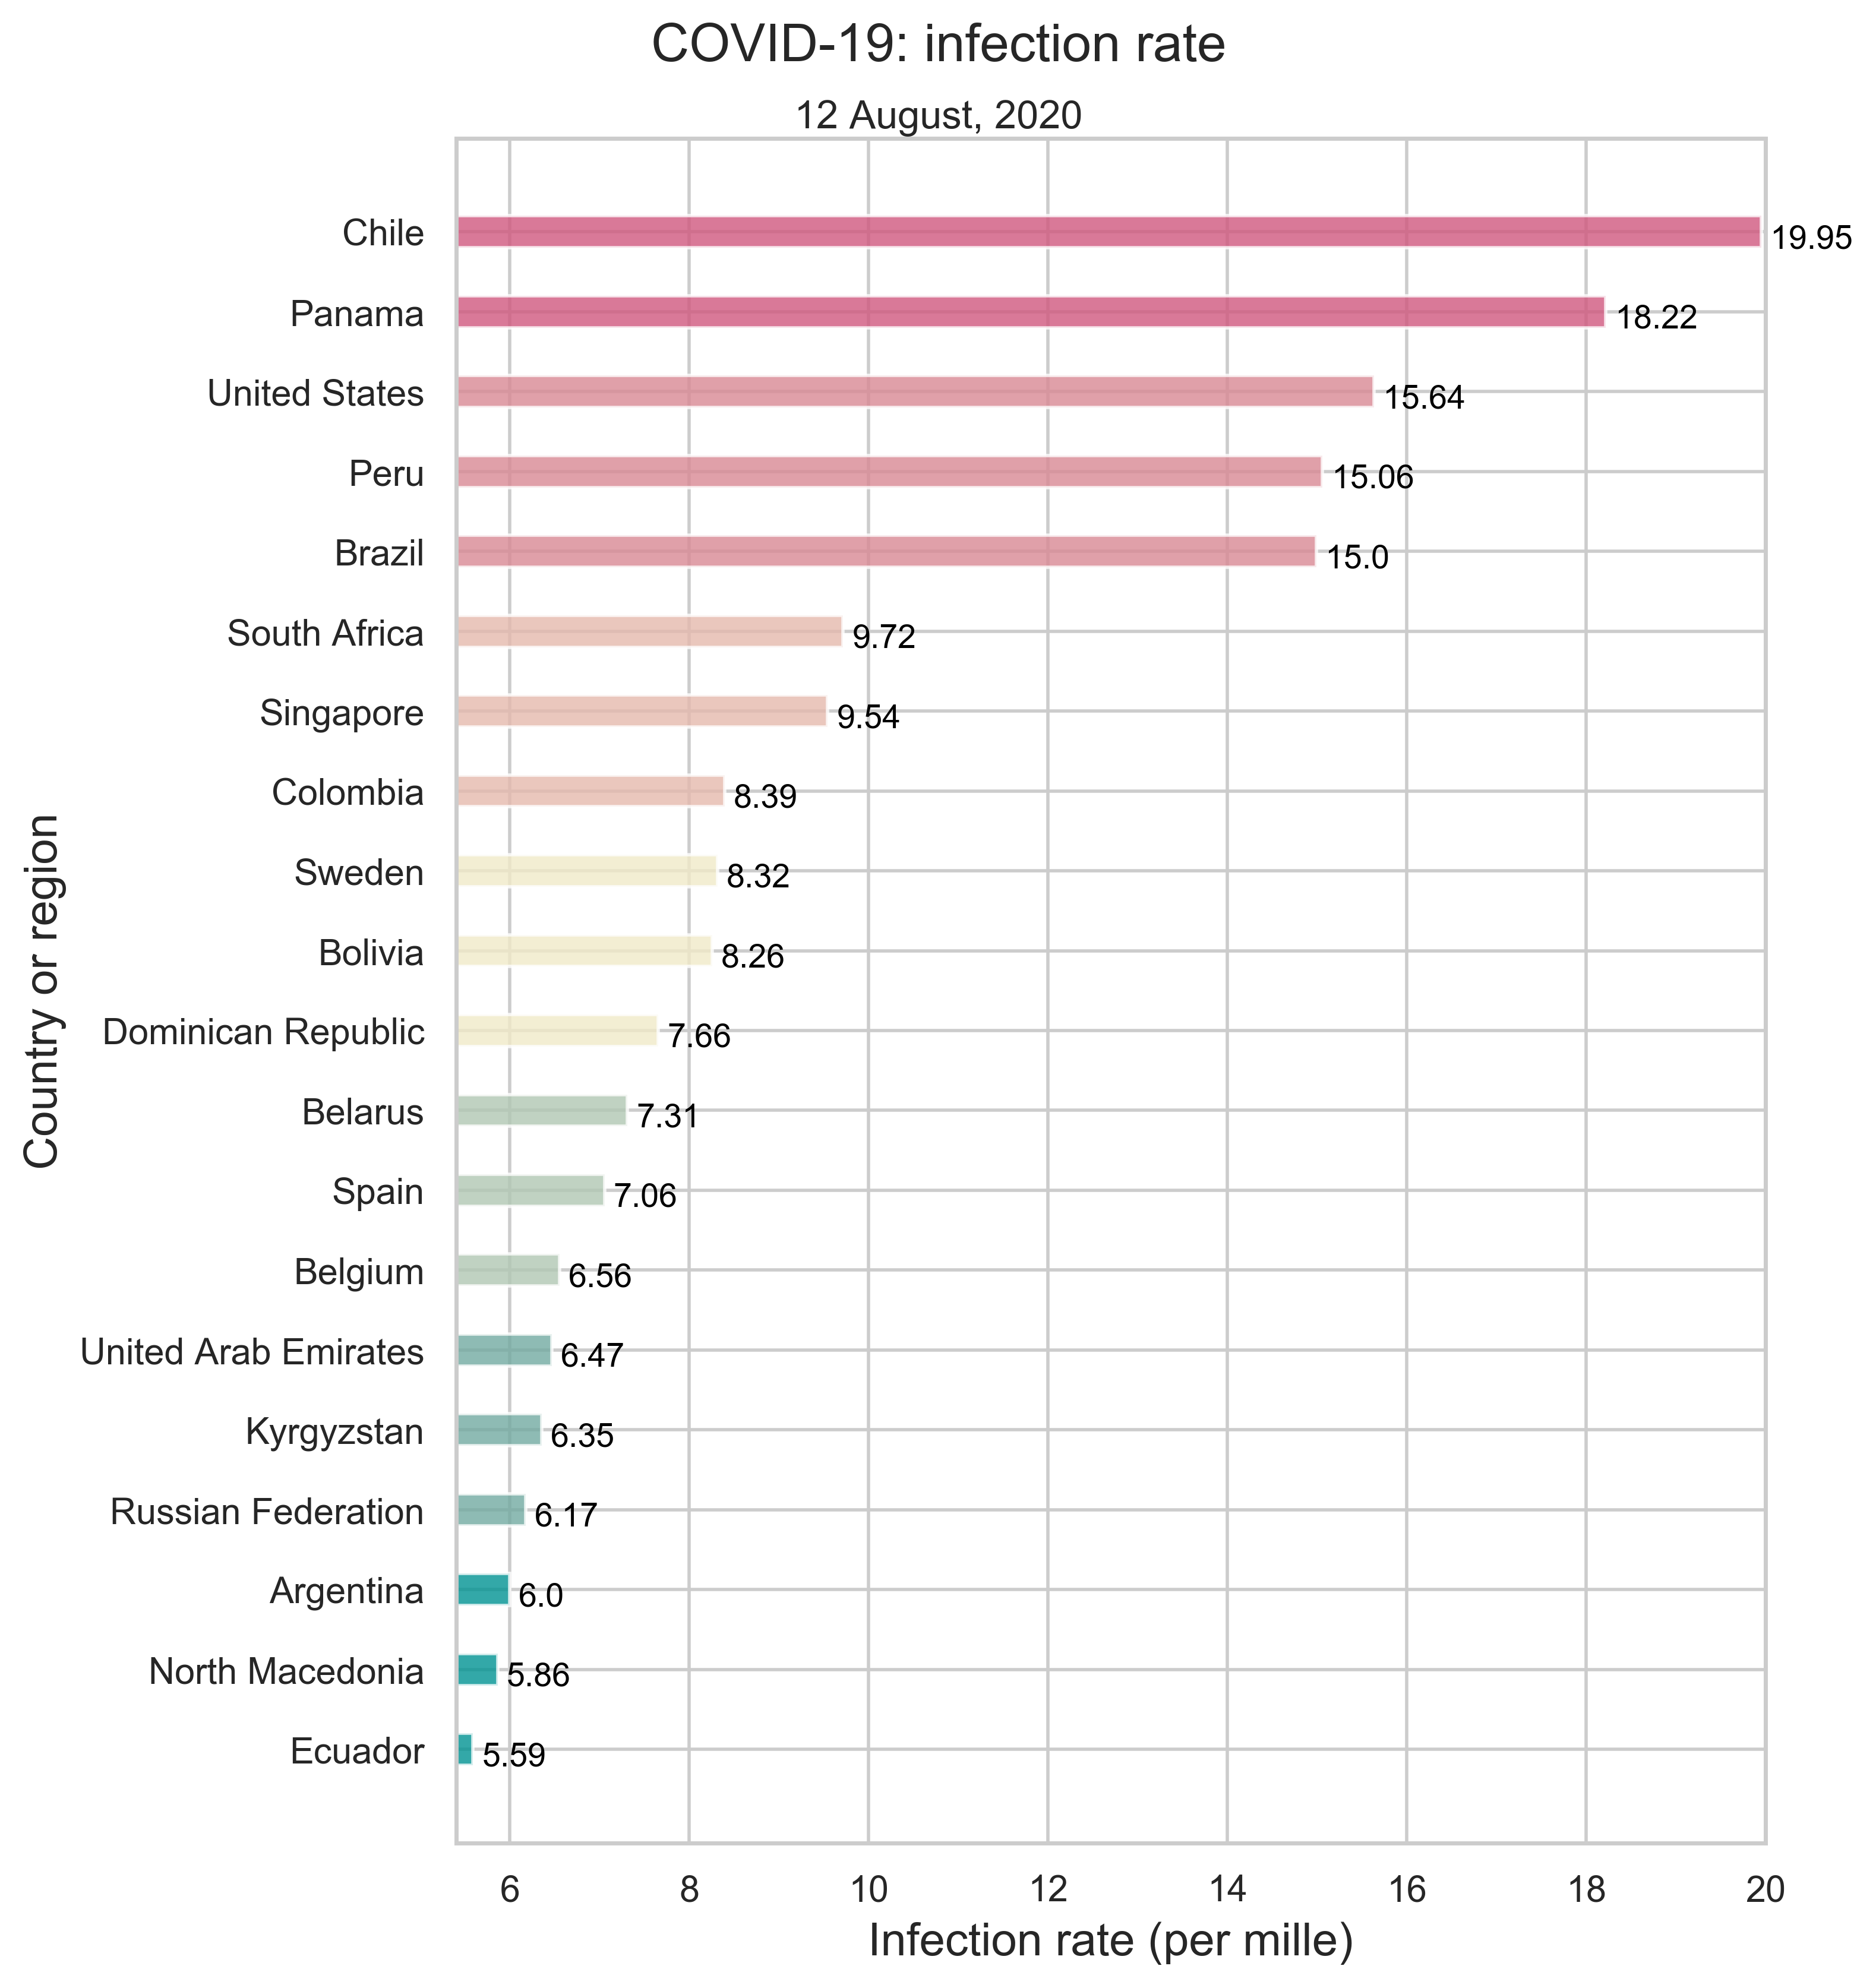 COVID-19: infection rate
12 August, 2020
Chile 19.95
Panama 18.22
United States 15.64
Peru 15.06
Brazil 15.0
South Africa 9.72
Singapore 9.54
Colombia 8.39
Sweden 8.32
Bolivia 8.26
Dominican Republic 7.66
Belarus 7.31
Spain 7.06
Belgium 6.56
United Arab Emirates 6.47
Kyrgyzstan 6.35
Russian Federation 6.17
Argentina 6.0
North Macedonia 5.86
Ecuador 5.59
Country or region
6 8 10 12 14 16 18 20
Infection rate (per mille)